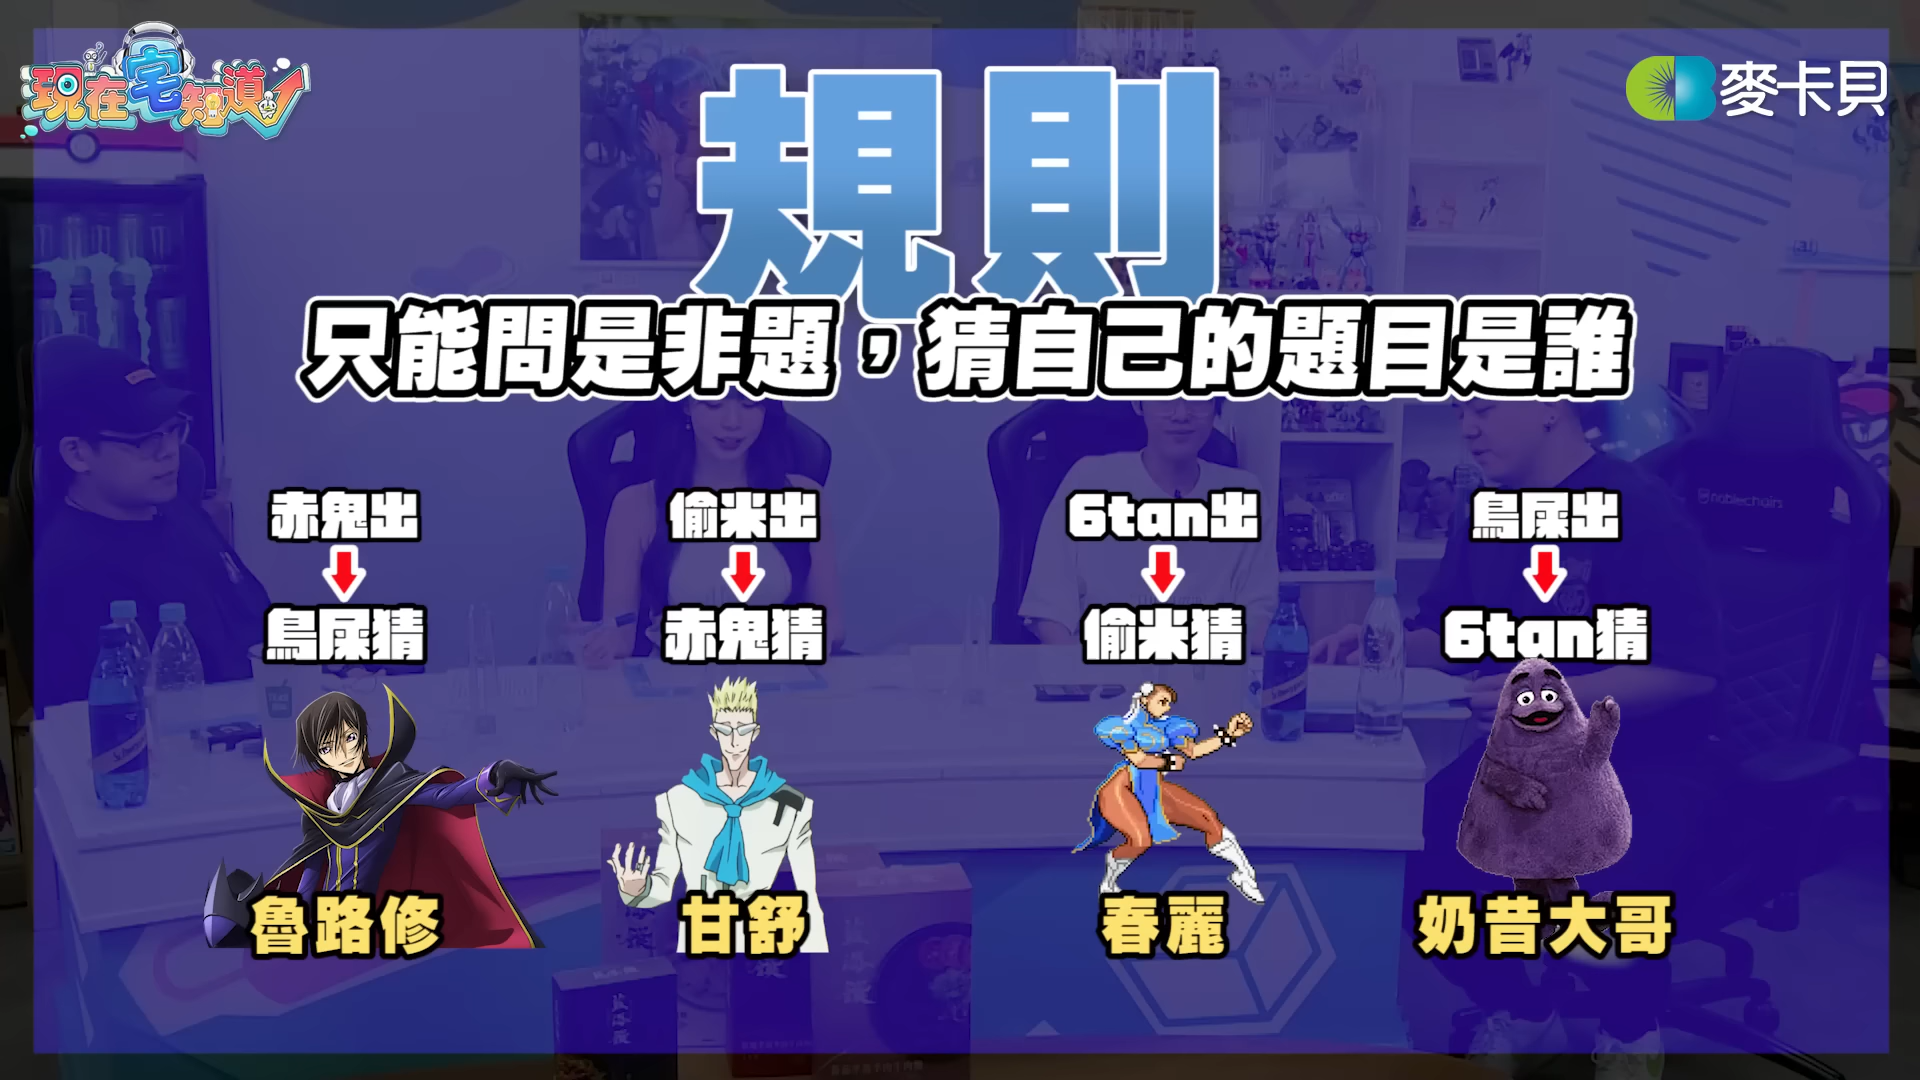 現在宅知道
麥卡貝
規則
只能問是非題，猜自己的題目是誰
赤鬼出
偷米出
6tan出
鳥屎出
鳥屎猜
赤鬼猜
偷米猜
6tan猜
魯路修
甘舒
春麗
奶昔大哥
noblechairs